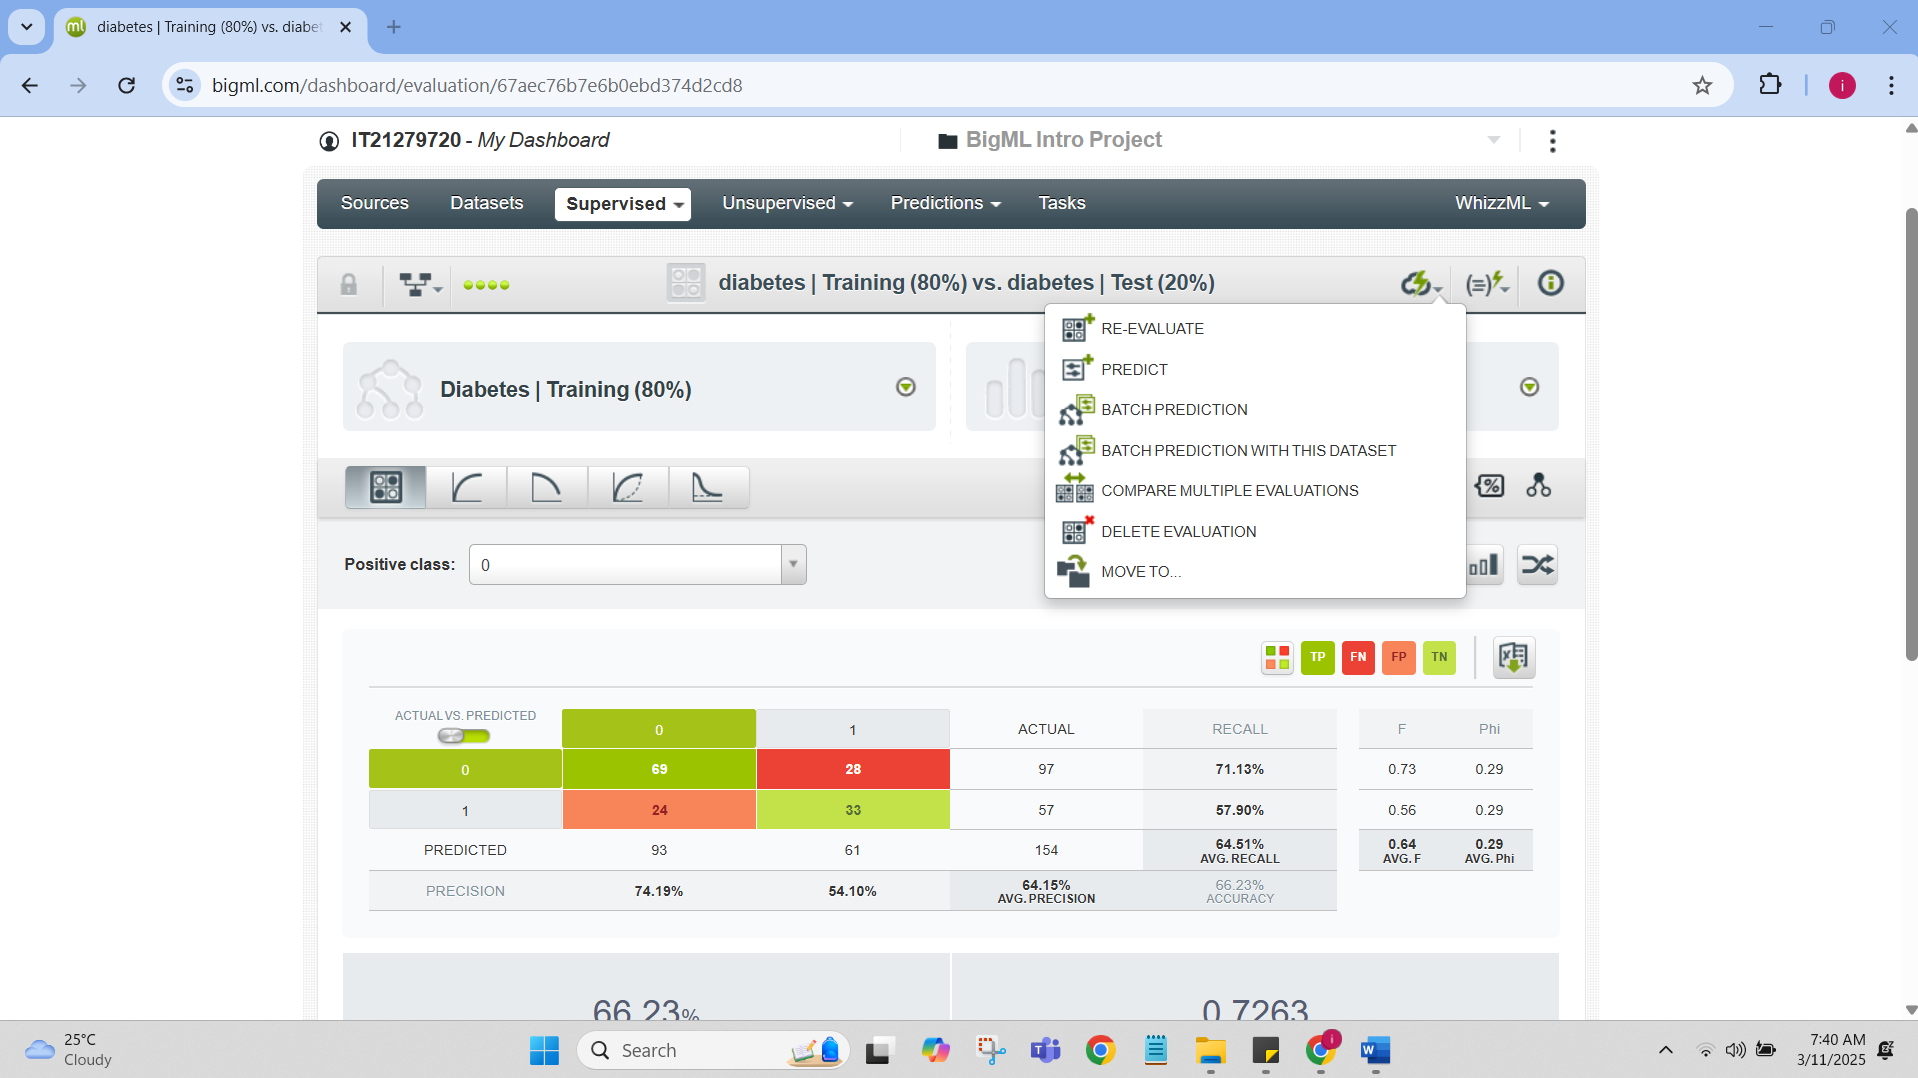 diabetes | Training (80%) vs. diabet
bigml.com/dashboard/evaluation/67aec76b7e6b0ebd374d2cd8
i
IT21279720 - My Dashboard
BigML Intro Project
Sources
Datasets
Supervised
Unsupervised
Predictions
Tasks
WhizzML
diabetes | Training (80%) vs. diabetes | Test (20%)
RE-EVALUATE
PREDICT
BATCH PREDICTION
BATCH PREDICTION WITH THIS DATASET
COMPARE MULTIPLE EVALUATIONS
DELETE EVALUATION
MOVE TO...
Diabetes | Training (80%)
Positive class:
0
TP FN FP TN
ACTUAL VS. PREDICTED
0 1 ACTUAL RECALL F Phi
0 69 28 97 71.13% 0.73 0.29
1 24 33 57 57.90% 0.56 0.29
PREDICTED 93 61 154 64.51% 0.64 0.29
AVG. RECALL AVG. F AVG. Phi
PRECISION 74.19% 54.10% 64.15% 66.23%
AVG. PRECISION ACCURACY
66.23%
0.7263
25°C
Cloudy
Search
i
7:40 AM
3/11/2025